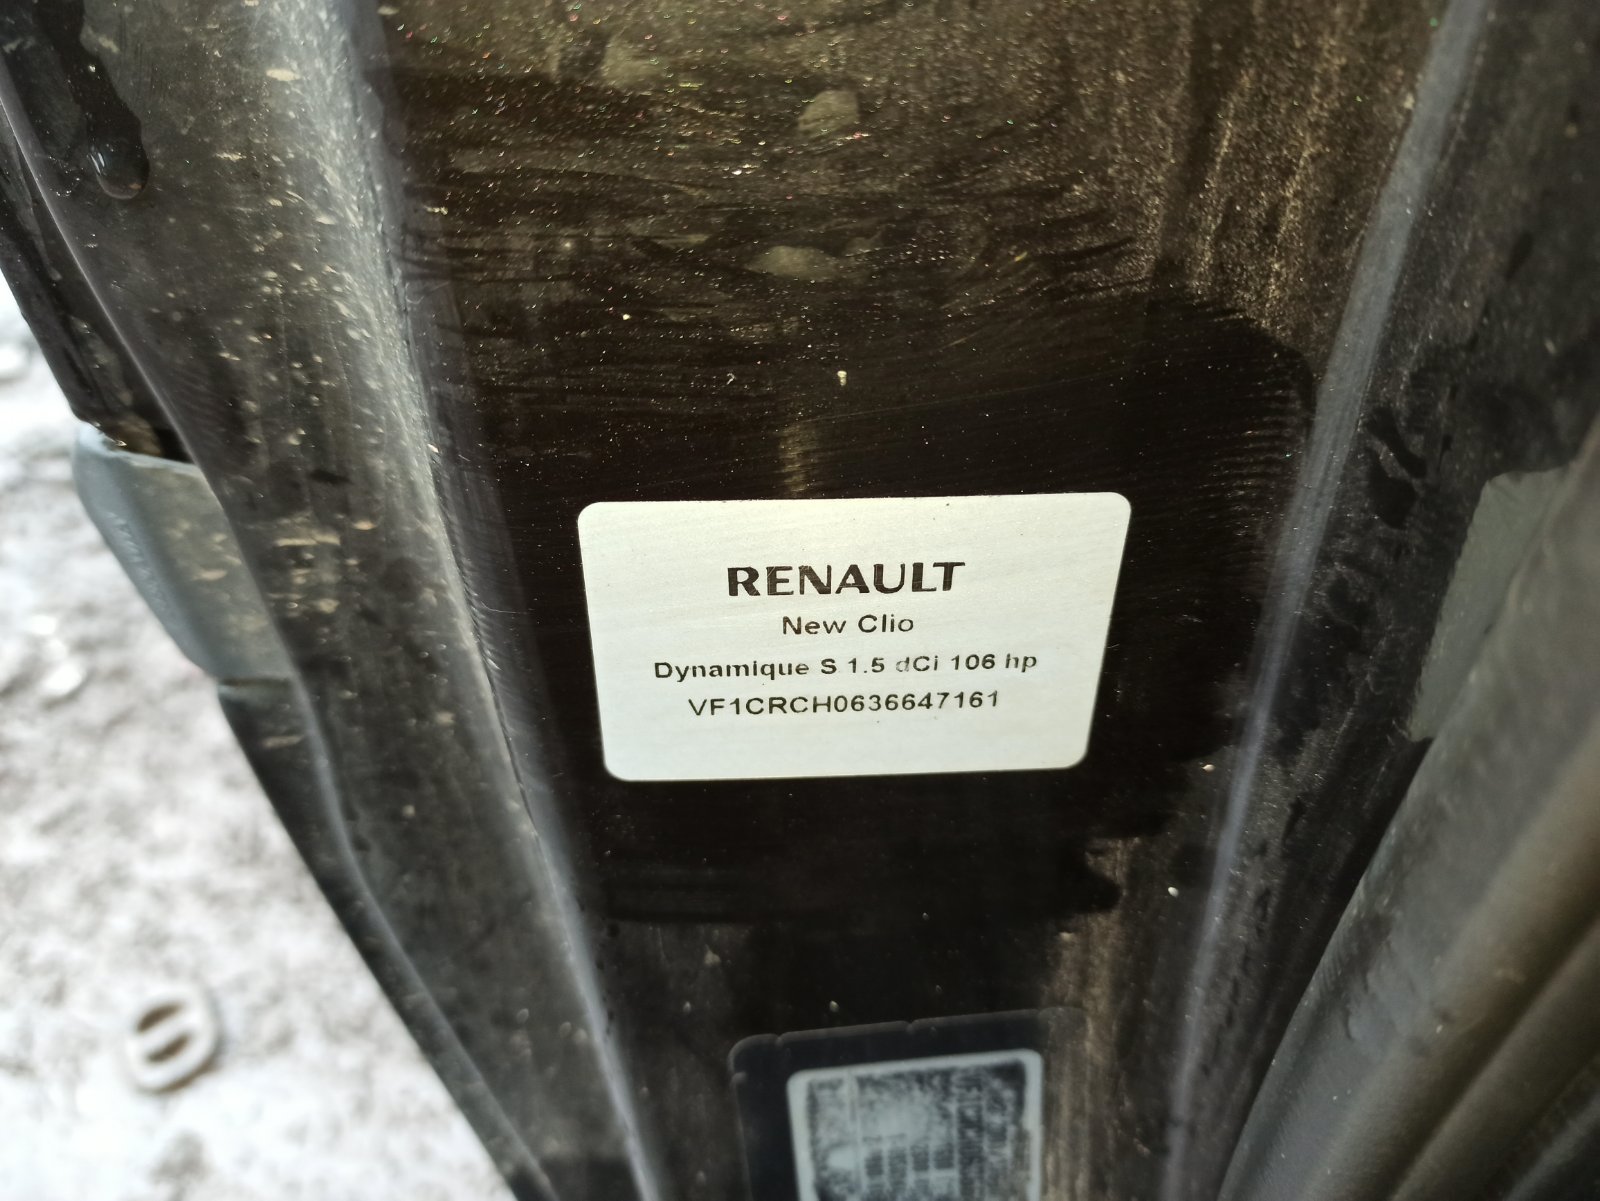 RENAULT
New Clio
Dynamique S 1.5 dCi 106 hp
VF1CRCH0636647161